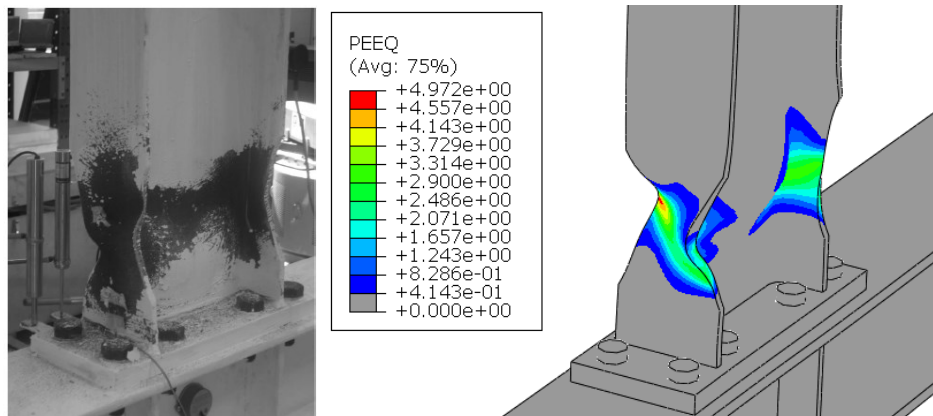 PEEQ
(Avg: 75%)
+4.972e+00
+4.557e+00
+4.143e+00
+3.729e+00
+3.314e+00
+2.900e+00
+2.486e+00
+2.071e+00
+1.657e+00
+1.243e+00
+8.286e-01
+4.143e-01
+0.000e+00